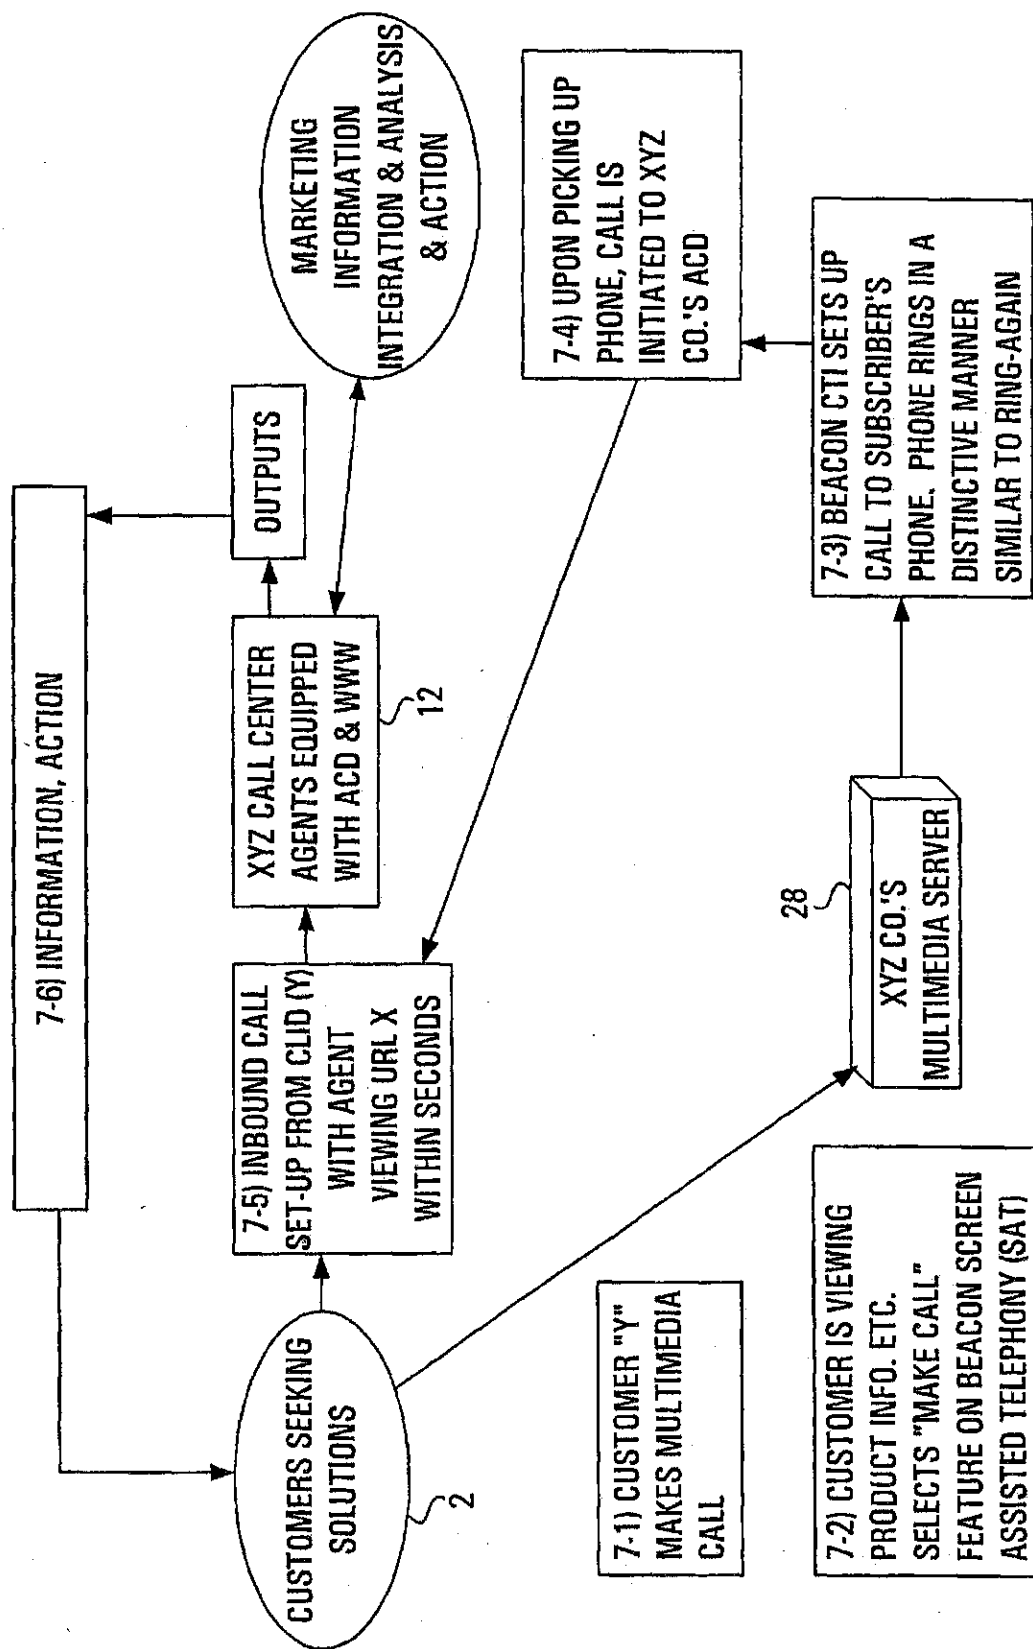 7-6) INFORMATION, ACTION
CUSTOMERS SEEKING
SOLUTIONS
2
7-5) INBOUND CALL
SET-UP FROM CLID (Y)
WITH AGENT
VIEWING URL X
WITHIN SECONDS
XYZ CALL CENTER
AGENTS EQUIPPED
WITH ACD & WWW
12
OUTPUTS
MARKETING
INFORMATION
INTEGRATION & ANALYSIS
& ACTION
7-1) CUSTOMER "Y"
MAKES MULTIMEDIA
CALL
7-4) UPON PICKING UP
PHONE, CALL IS
INITIATED TO XYZ
CO.'S ACD
7-2) CUSTOMER IS VIEWING
PRODUCT INFO. ETC.
SELECTS "MAKE CALL"
FEATURE ON BEACON SCREEN
ASSISTED TELEPHONY (SAT)
28
XYZ CO.'S
MULTIMEDIA SERVER
7-3) BEACON CTI SETS UP
CALL TO SUBSCRIBER'S
PHONE. PHONE RINGS IN A
DISTINCTIVE MANNER
SIMILAR TO RING-AGAIN